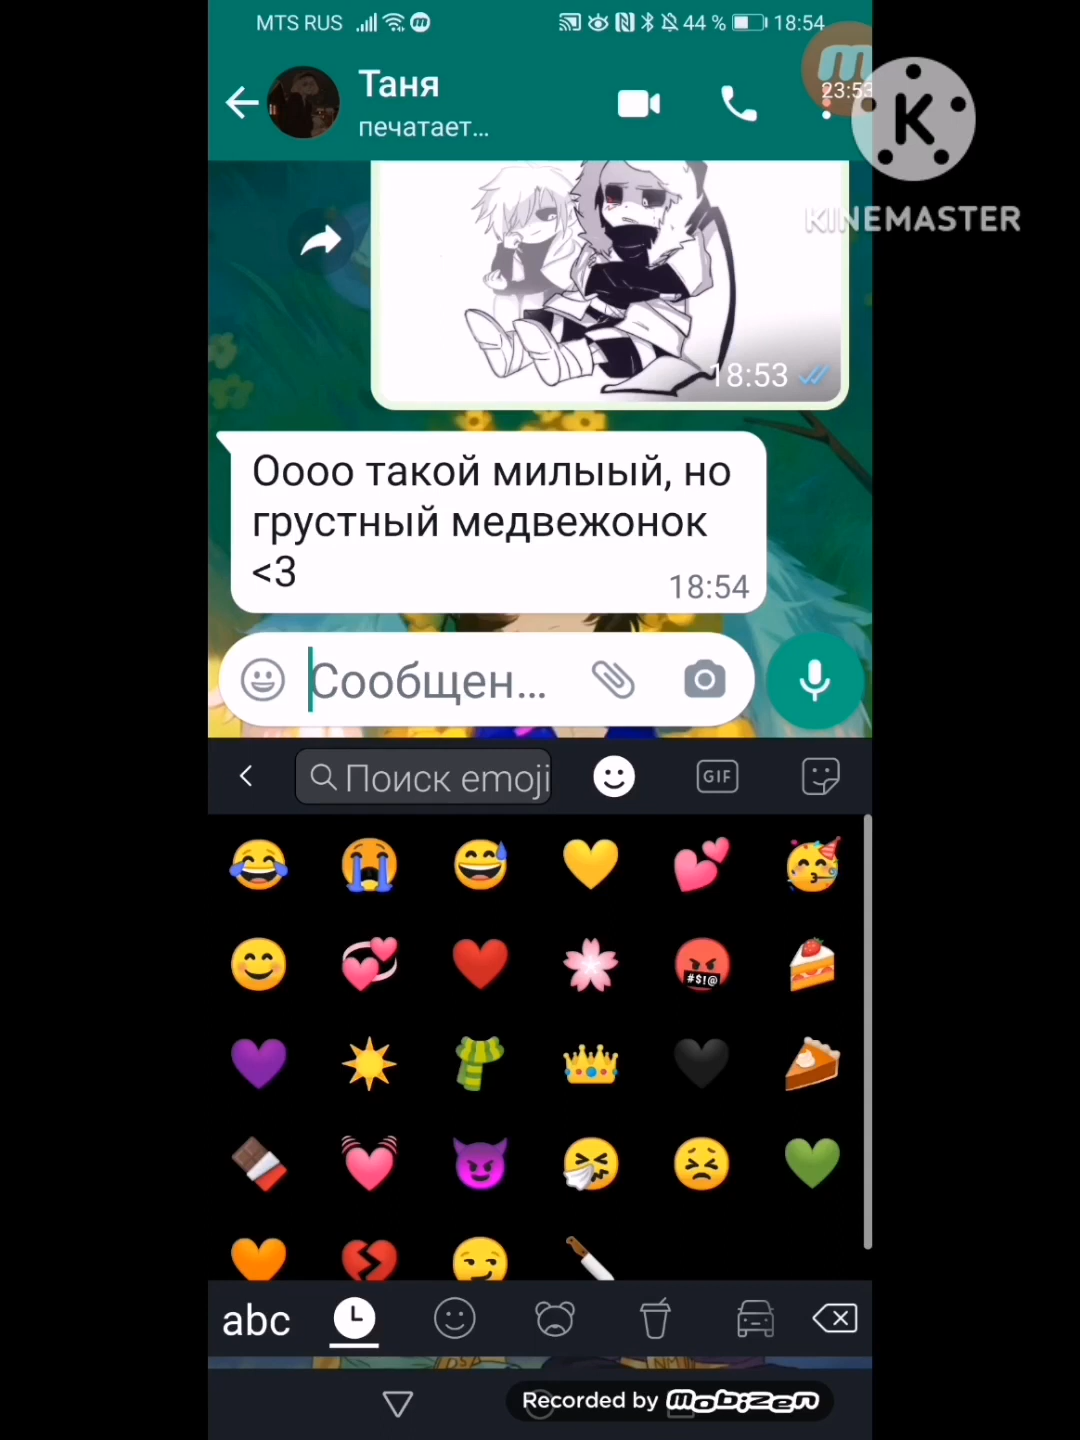 MTS RUS
44 %
18:54
Таня
печатает...
23:53
KINEMASTER
18:53
Оооо такой милыый, но
грустный медвежонок
<3
18:54
Сообщен...
Поиск emoji
GIF
#$!@
abc
Recorded by mobizen